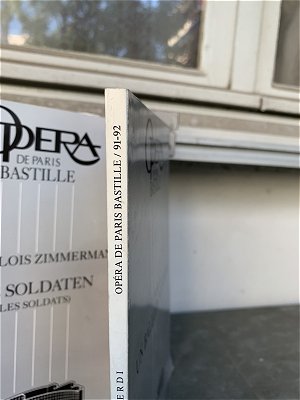 OPERA
DE PARIS
BASTILLE
LOIS ZIMMERMAN
SOLDATEN
LES SOLDATS)
OPÉRA DE PARIS BASTILLE / 91-92
ERDI